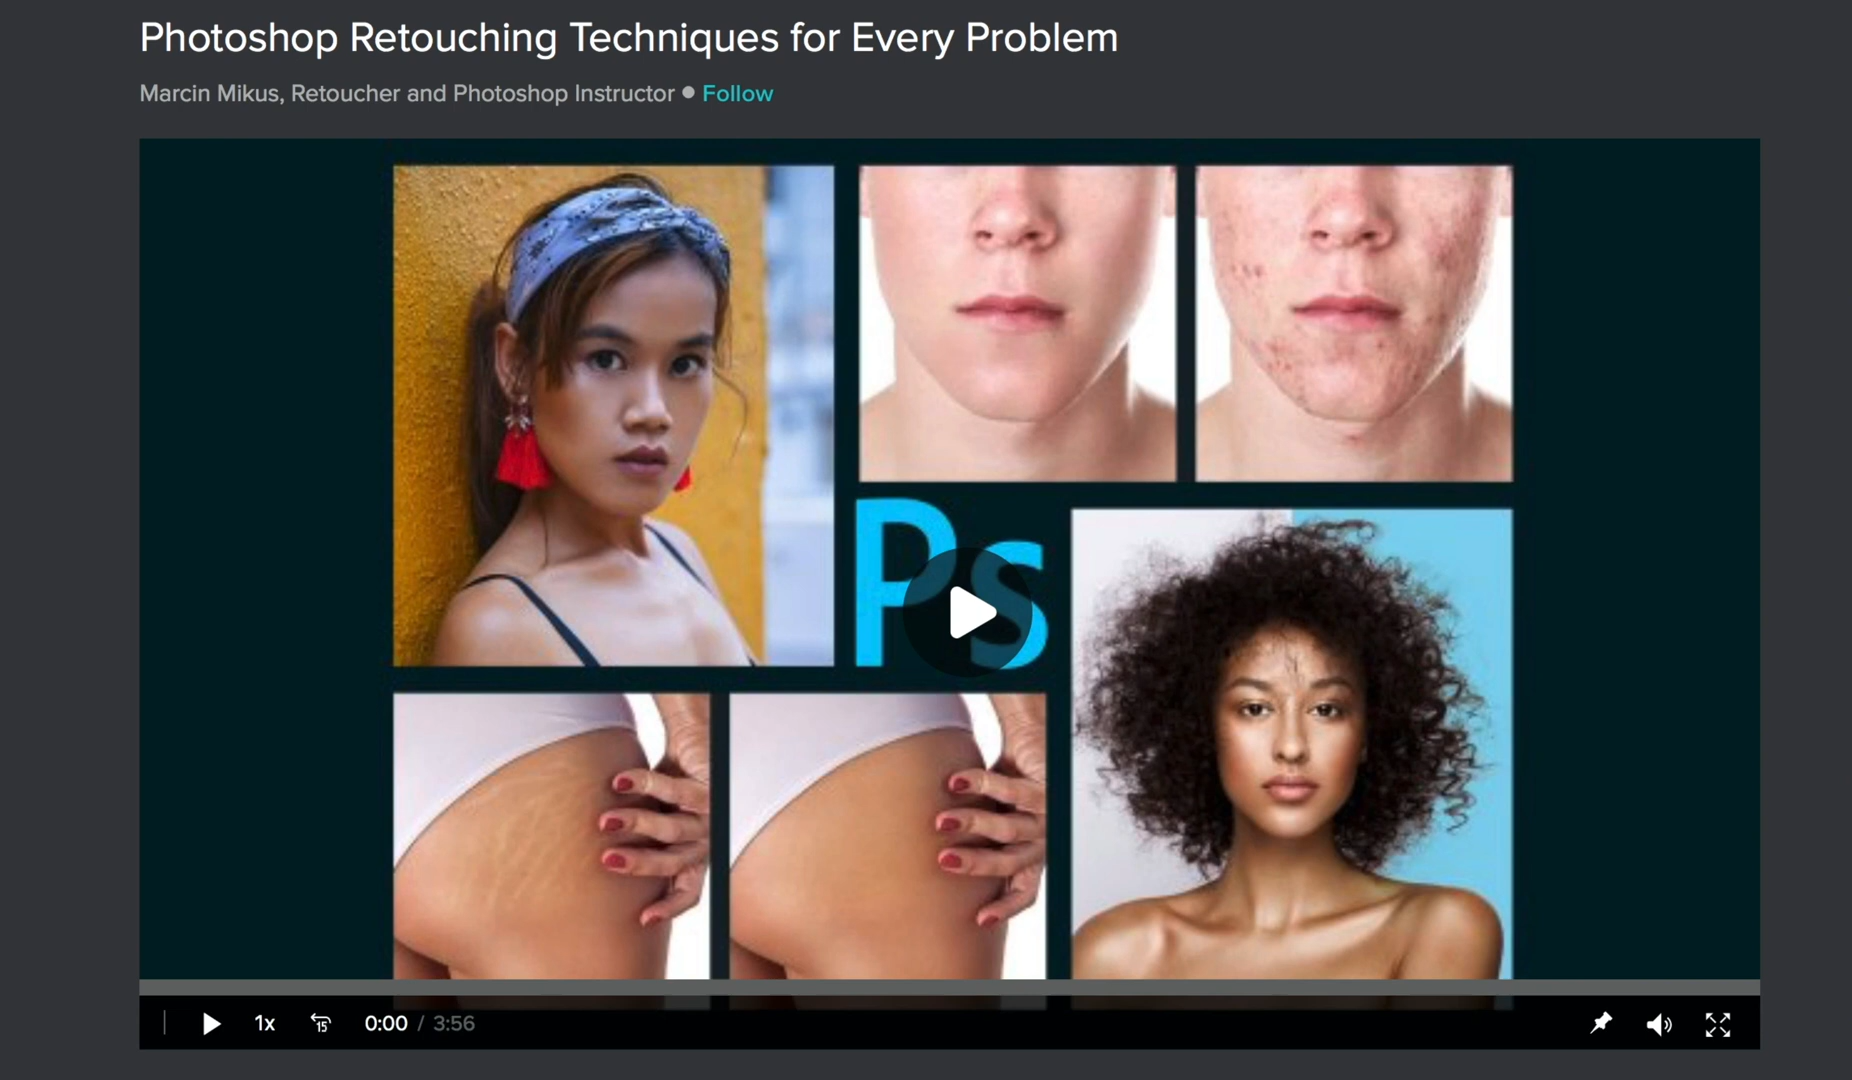 Photoshop Retouching Techniques for Every Problem
Marcin Mikus, Retoucher and Photoshop Instructor ● Follow
Ps
1x 15 0:00 / 3:56